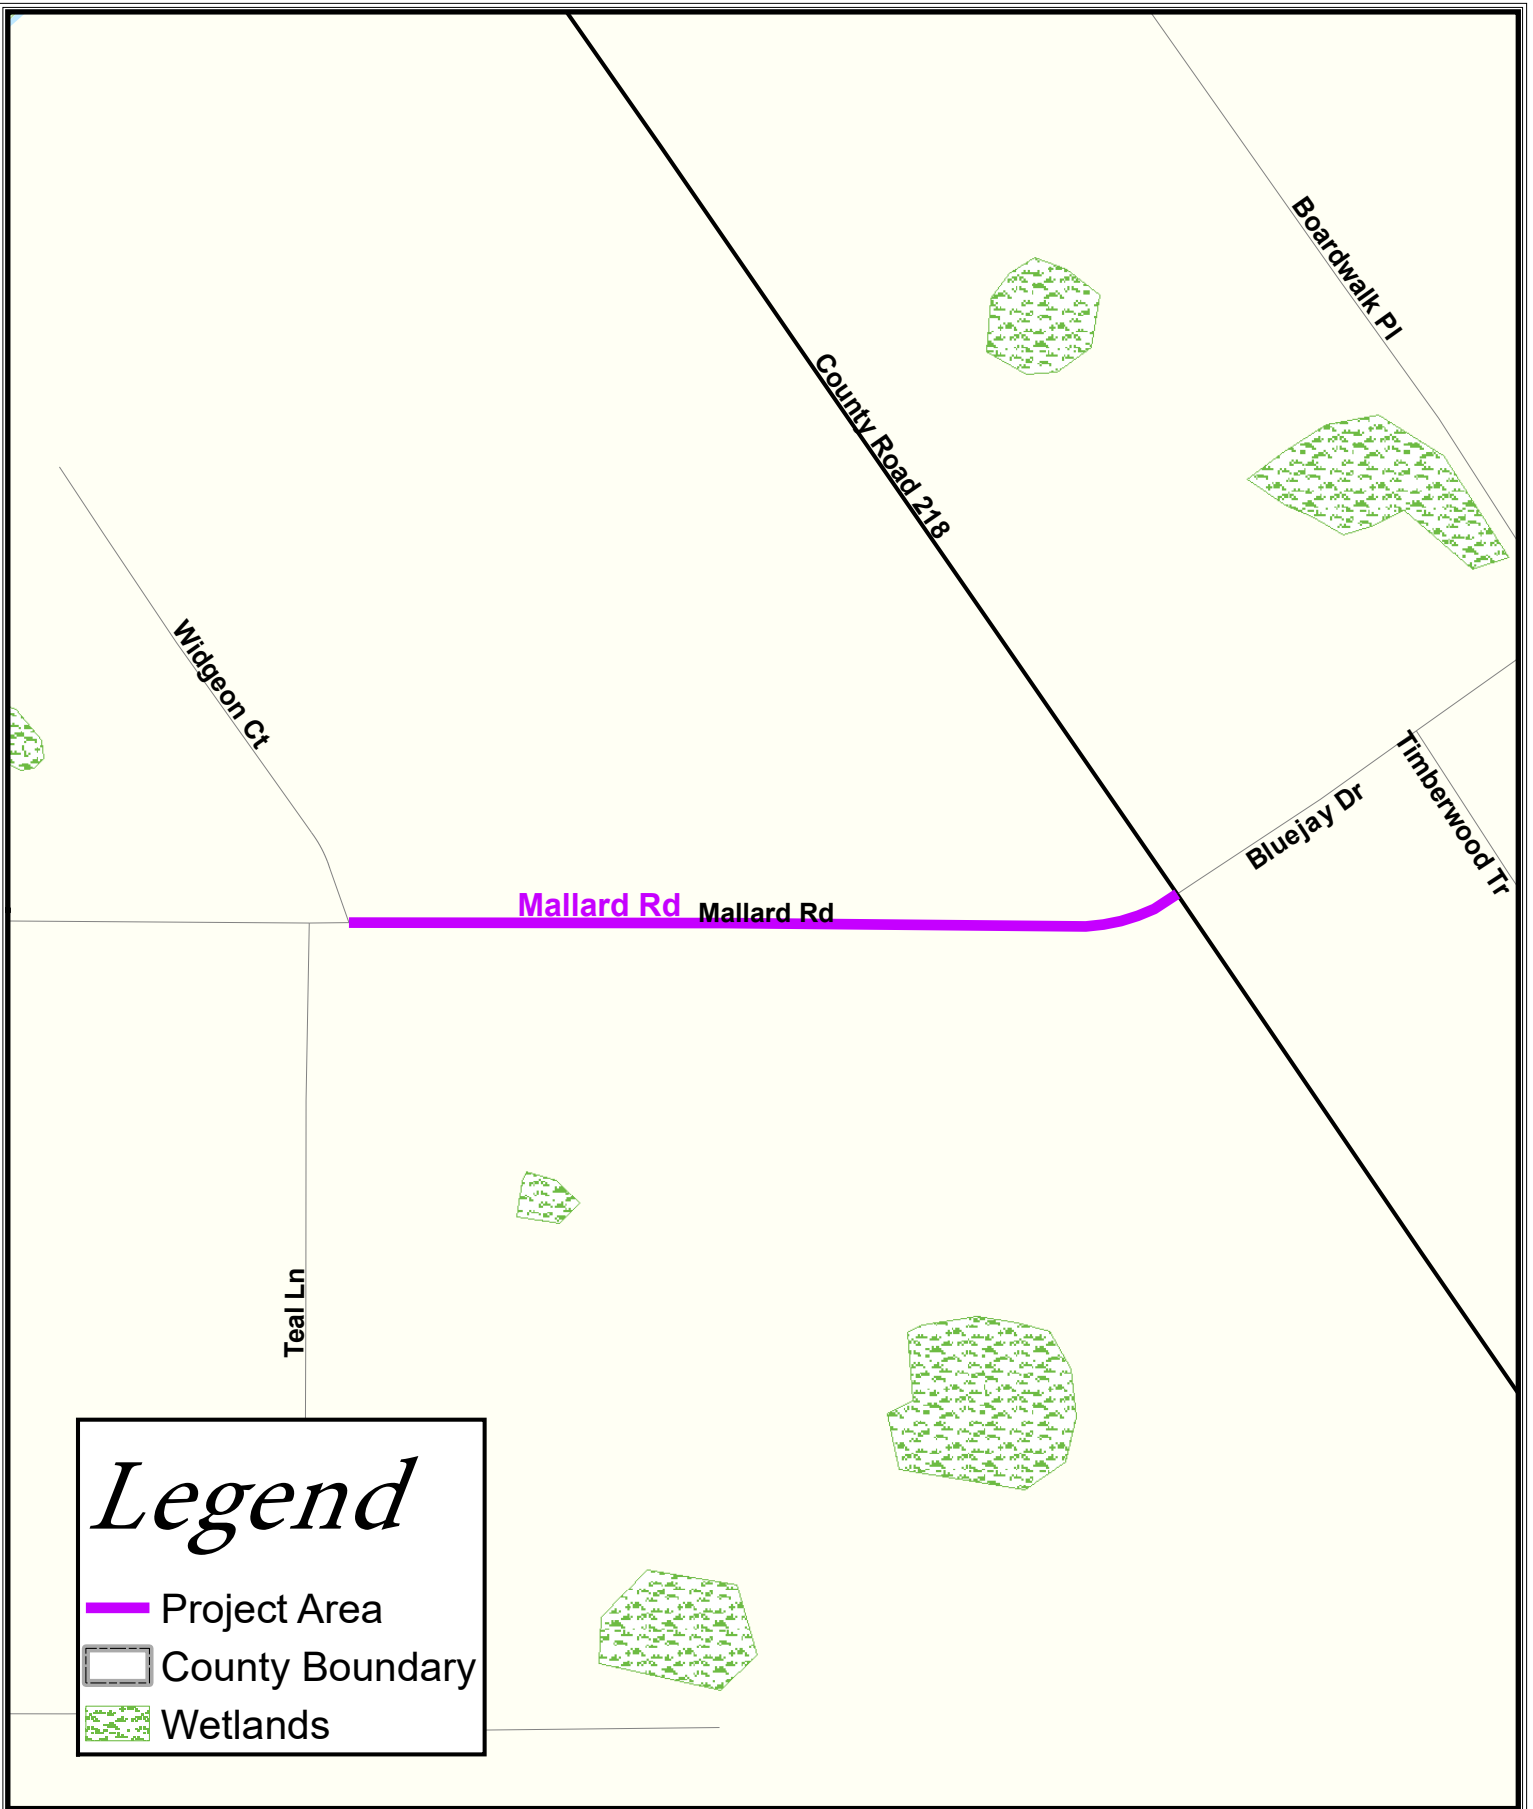 Boardwalk Pl
County Road 218
Widgeon Ct
Timberwood Tr
Bluejay Dr
Mallard Rd
Mallard Rd
Teal Ln
Legend
Project Area
County Boundary
Wetlands